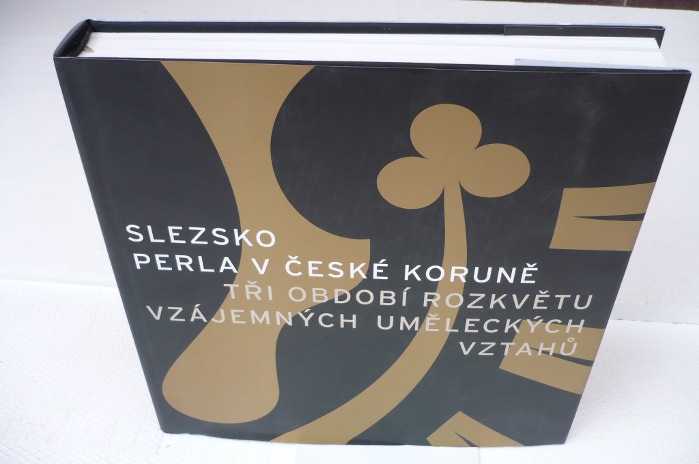 SLEZSKO
PERLA V ČESKÉ KORUNĚ
TŘI OBDOBÍ ROZKVĚTU
VZÁJEMNÝCH UMĚLECKÝCH
VZTAHŮ